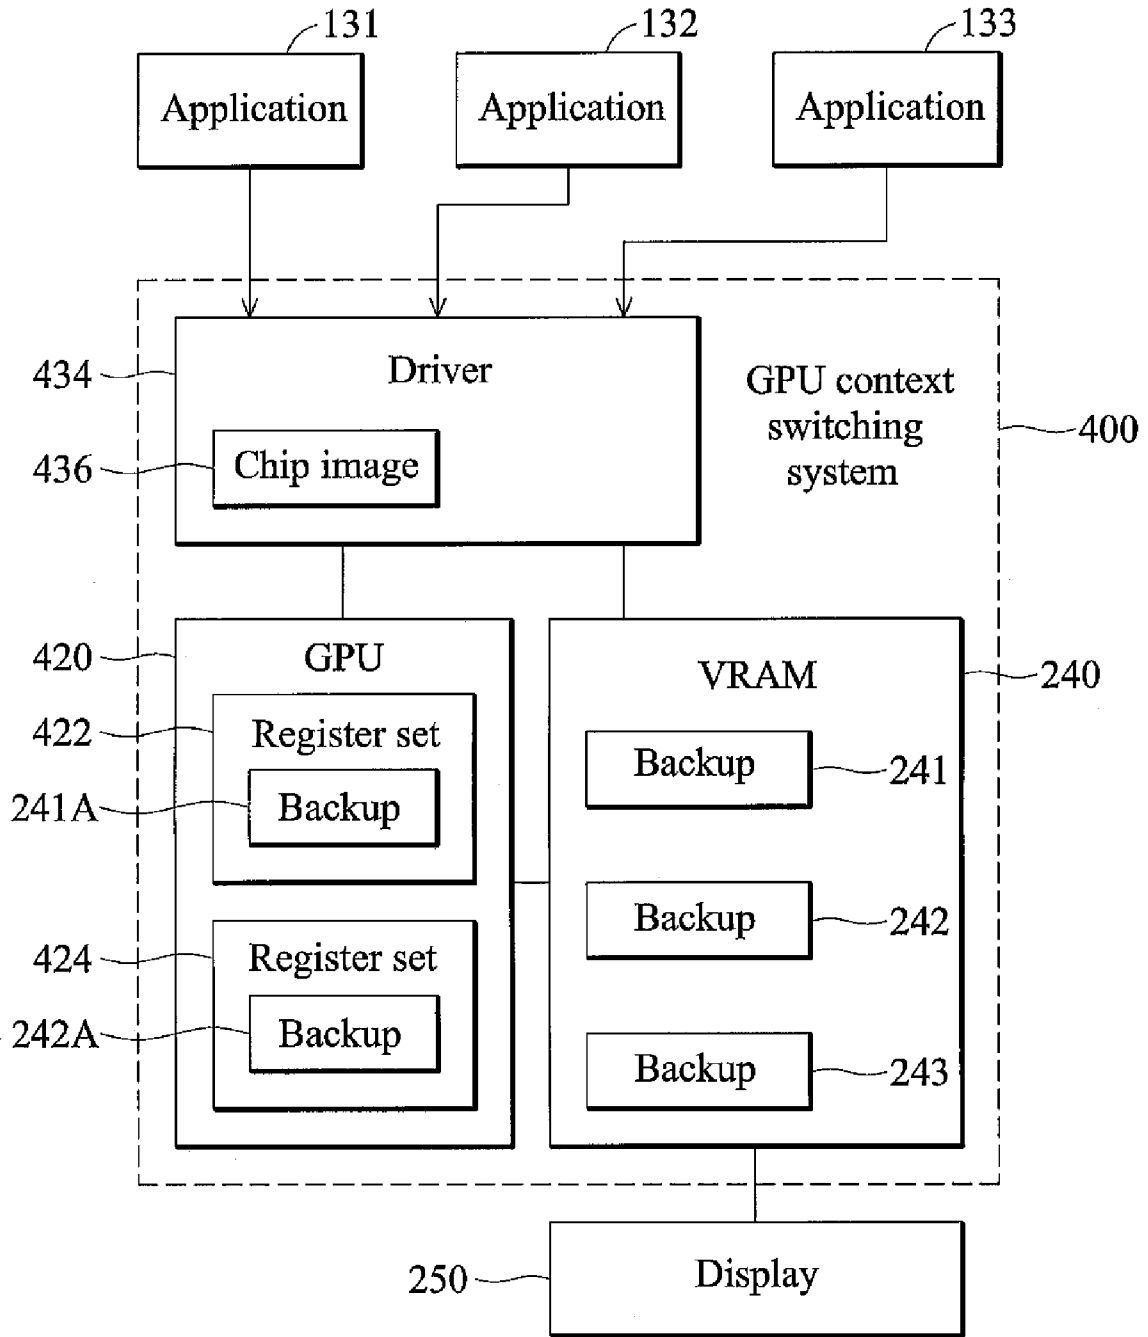 131
132
133
Application
Application
Application
434
Driver
GPU context
switching
system
400
436
Chip image
420
GPU
VRAM
240
422
Register set
Backup
241
241A
Backup
Backup
242
424
Register set
242A
Backup
Backup
243
250
Display